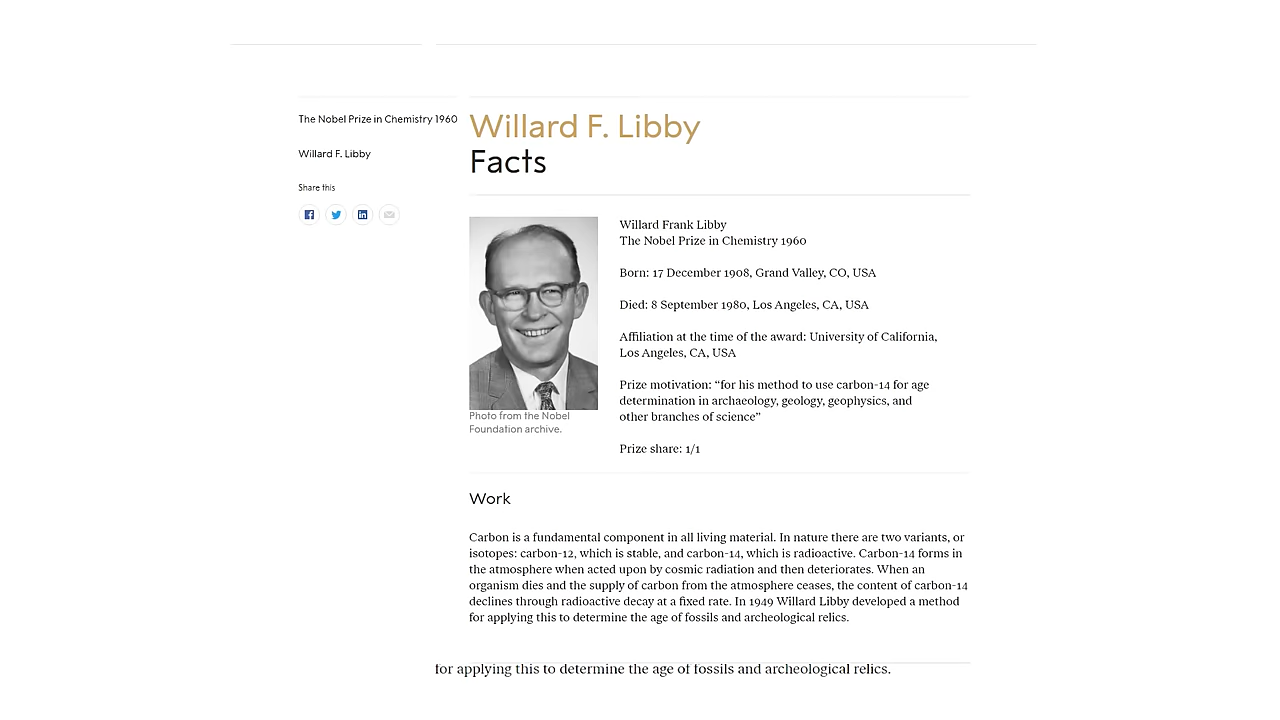 The Nobel Prize in Chemistry 1960
Willard F. Libby
Share this
Willard F. Libby
Facts
Photo from the Nobel
Foundation archive.
Willard Frank Libby
The Nobel Prize in Chemistry 1960
Born: 17 December 1908, Grand Valley, CO, USA
Died: 8 September 1980, Los Angeles, CA, USA
Affiliation at the time of the award: University of California,
Los Angeles, CA, USA
Prize motivation: “for his method to use carbon-14 for age
determination in archaeology, geology, geophysics, and
other branches of science”
Prize share: 1/1
Work
Carbon is a fundamental component in all living material. In nature there are two variants, or
isotopes: carbon-12, which is stable, and carbon-14, which is radioactive. Carbon-14 forms in
the atmosphere when acted upon by cosmic radiation and then deteriorates. When an
organism dies and the supply of carbon from the atmosphere ceases, the content of carbon-14
declines through radioactive decay at a fixed rate. In 1949 Willard Libby developed a method
for applying this to determine the age of fossils and archeological relics.
for applying this to determine the age of fossils and archeological relics.